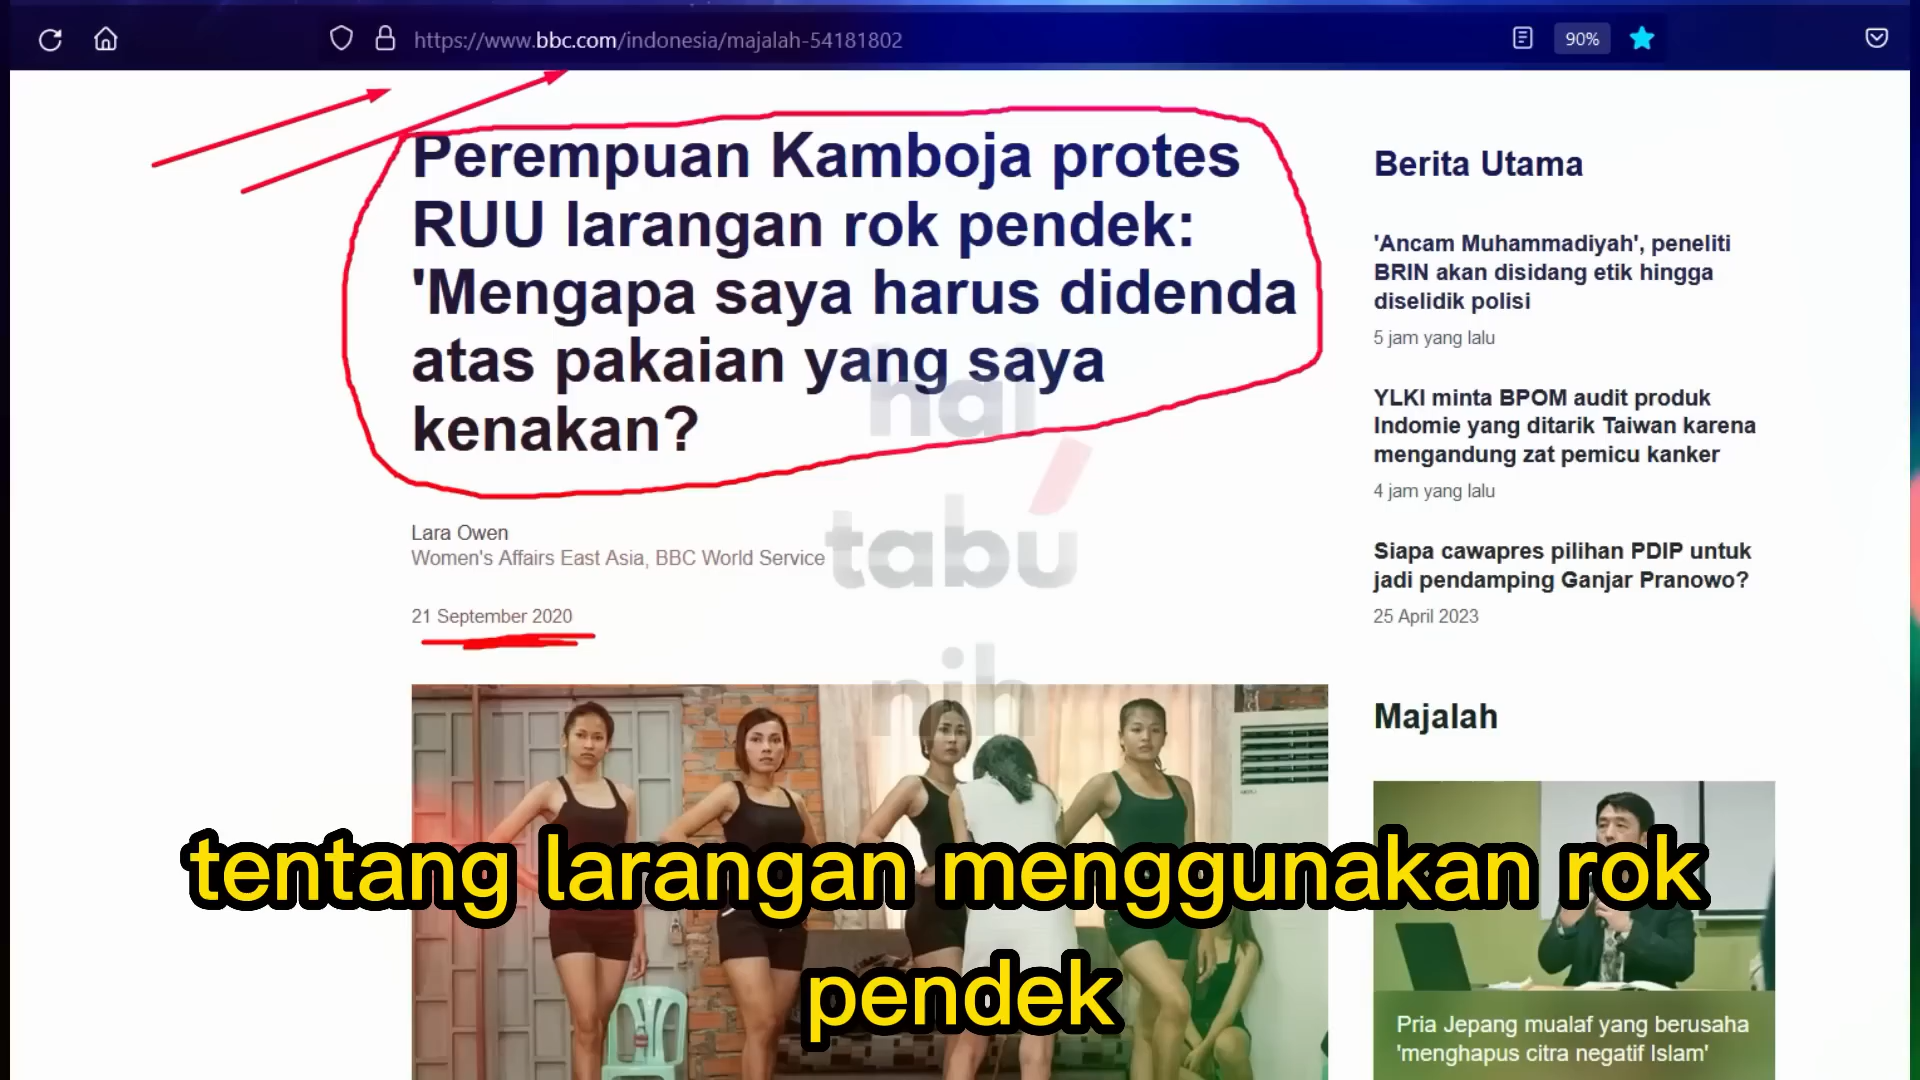 https://www.bbc.com/indonesia/majalah-54181802
90%
Perempuan Kamboja protes
RUU larangan rok pendek:
'Mengapa saya harus didenda
atas pakaian yang saya
kenakan?
Lara Owen
Women's Affairs East Asia, BBC World Service
21 September 2020
hal
tabu
nih
Berita Utama
'Ancam Muhammadiyah', peneliti
BRIN akan disidang etik hingga
diselidik polisi
5 jam yang lalu
YLKI minta BPOM audit produk
Indomie yang ditarik Taiwan karena
mengandung zat pemicu kanker
4 jam yang lalu
Siapa cawapres pilihan PDIP untuk
jadi pendamping Ganjar Pranowo?
25 April 2023
Majalah
Pria Jepang mualaf yang berusaha
'menghapus citra negatif Islam'
tentang larangan menggunakan rok
pendek